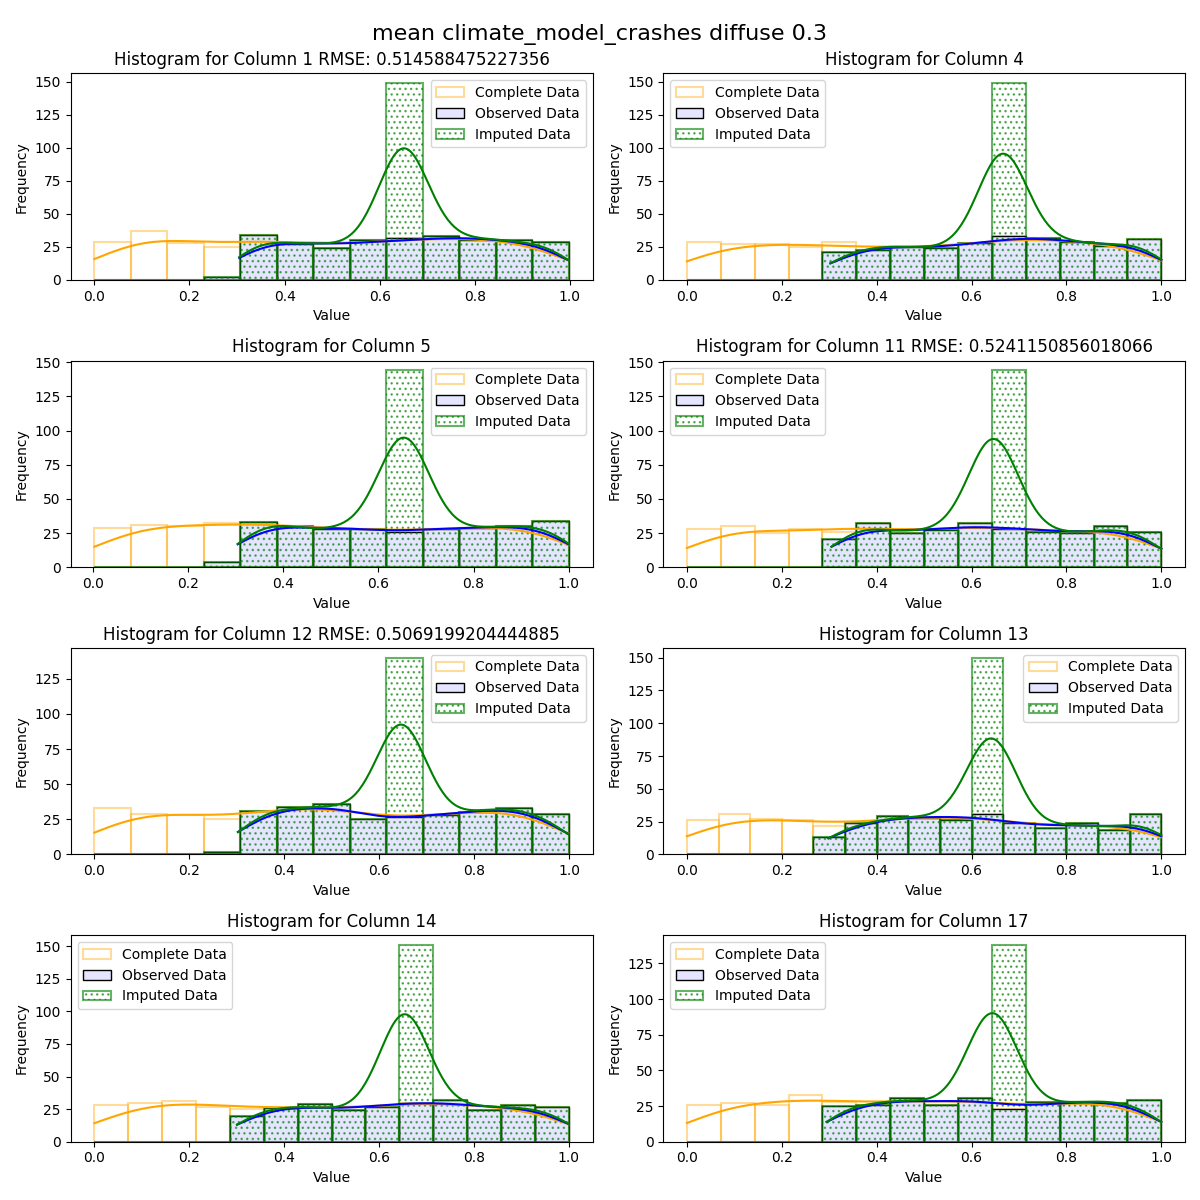 mean climate_model_crashes diffuse 0.3
Histogram for Column 1 RMSE: 0.514588475227356
Complete Data
Observed Data
Imputed Data
Frequency
150
125
100
75
50
25
0
0.0 0.2 0.4 0.6 0.8 1.0
Value
Histogram for Column 4
Complete Data
Observed Data
Imputed Data
Frequency
150
125
100
75
50
25
0
0.0 0.2 0.4 0.6 0.8 1.0
Value
Histogram for Column 5
Complete Data
Observed Data
Imputed Data
Frequency
150
125
100
75
50
25
0
0.0 0.2 0.4 0.6 0.8 1.0
Value
Histogram for Column 11 RMSE: 0.5241150856018066
Complete Data
Observed Data
Imputed Data
Frequency
150
125
100
75
50
25
0
0.0 0.2 0.4 0.6 0.8 1.0
Value
Histogram for Column 12 RMSE: 0.5069199204444885
Complete Data
Observed Data
Imputed Data
Frequency
125
100
75
50
25
0
0.0 0.2 0.4 0.6 0.8 1.0
Value
Histogram for Column 13
Complete Data
Observed Data
Imputed Data
Frequency
150
125
100
75
50
25
0
0.0 0.2 0.4 0.6 0.8 1.0
Value
Histogram for Column 14
Complete Data
Observed Data
Imputed Data
Frequency
150
125
100
75
50
25
0
0.0 0.2 0.4 0.6 0.8 1.0
Value
Histogram for Column 17
Complete Data
Observed Data
Imputed Data
Frequency
125
100
75
50
25
0
0.0 0.2 0.4 0.6 0.8 1.0
Value